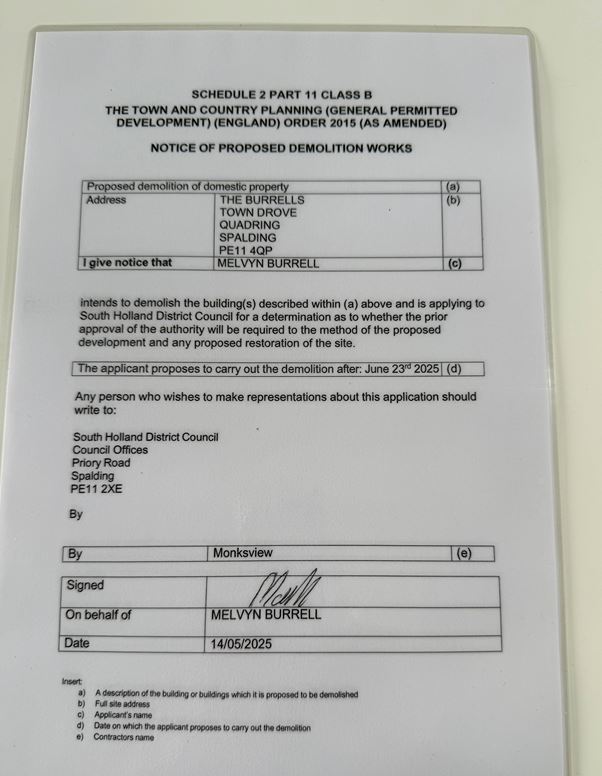 SCHEDULE 2 PART 11 CLASS B
THE TOWN AND COUNTRY PLANNING (GENERAL PERMITTED
DEVELOPMENT) (ENGLAND) ORDER 2015 (AS AMENDED)
NOTICE OF PROPOSED DEMOLITION WORKS
Proposed demolition of domestic property (a)
Address THE BURRELLS (b)
TOWN DROVE
QUADRING
SPALDING
PE11 4QP
I give notice that MELVYN BURRELL (c)
intends to demolish the building(s) described within (a) above and is applying to
South Holland District Council for a determination as to whether the prior
approval of the authority will be required to the method of the proposed
development and any proposed restoration of the site.
The applicant proposes to carry out the demolition after: June 23rd 2025 (d)
Any person who wishes to make representations about this application should
write to:
South Holland District Council
Council Offices
Priory Road
Spalding
PE11 2XE
By
By Monksview (e)
Signed
On behalf of MELVYN BURRELL
Date 14/05/2025
Insert:
a) A description of the building or buildings which it is proposed to be demolished
b) Full site address
c) Applicant's name
d) Date on which the applicant proposes to carry out the demolition
e) Contractors name